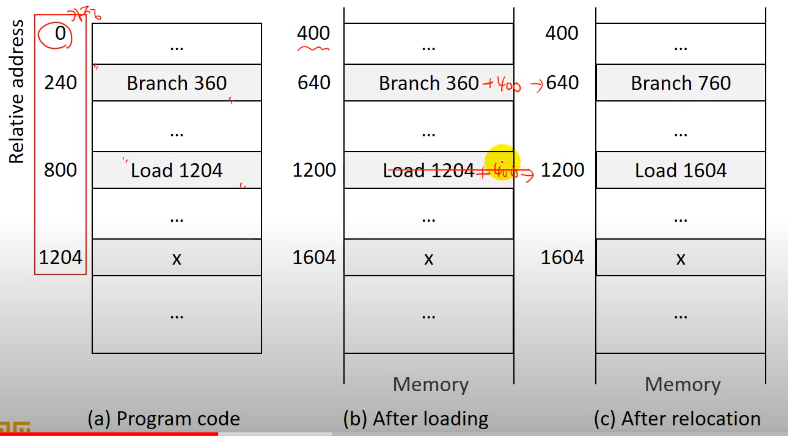 Relative address
0
240
800
1204
...
Branch 360
...
Load 1204
...
x
...
(a) Program code
400
640
1200
1604
...
Branch 360 +400 →
...
Load 1204 +400 →
...
x
...
Memory
(b) After loading
400
640
1200
1604
...
Branch 760
...
Load 1604
...
x
...
Memory
(c) After relocation